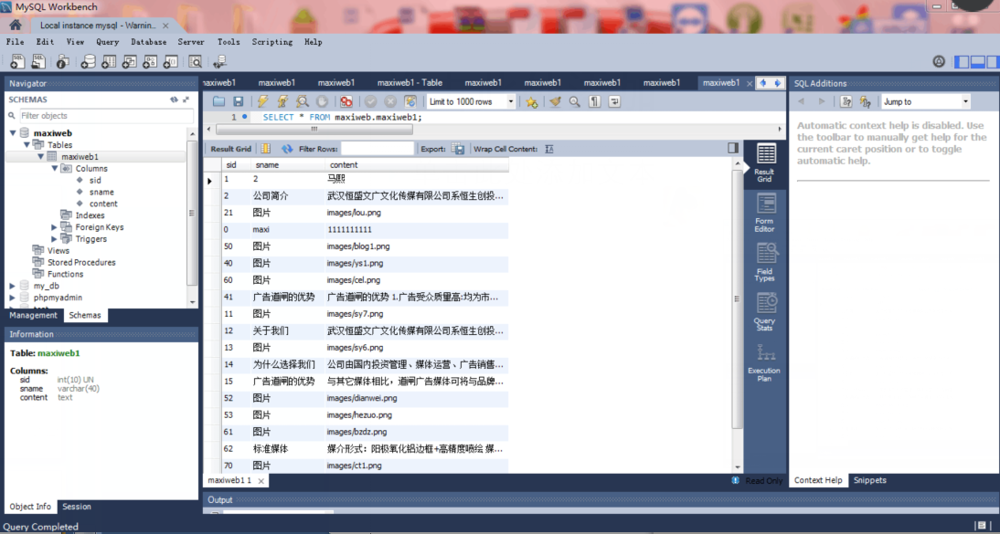 MySQL Workbench
Local instance mysql - Warnin...
File Edit View Query Database Server Tools Scripting Help
Navigator
SCHEMAS
Filter objects
maxiweb
Tables
maxiweb1
Columns
sid
sname
content
Indexes
Foreign Keys
Triggers
Views
Stored Procedures
Functions
my_db
phpmyadmin
Management Schemas
Information
Table: maxiweb1
Columns:
sid int(10) UN
sname varchar(40)
content text
Object Info Session
Query Completed
naxiweb1 maxiweb1 maxiweb1 maxiweb1 - Table maxiweb1 maxiweb1 maxiweb1 maxiweb1 maxiweb1
Limit to 1000 rows
1 SELECT * FROM maxiweb.maxiweb1;
Result Grid Filter Rows: Export: Wrap Cell Content: IA
sid sname content
1 2 马熙
2 公司简介 武汉恒盛文广文化传媒有限公司系恒生创投...
21 图片 images/lou.png
0 maxi 1111111111
50 图片 images/blog1.png
40 图片 images/ys1.png
60 图片 images/cel.png
41 广告道闸的优势 广告道闸的优势 1.广告受众质量高:均为市...
11 图片 images/sy7.png
12 关于我们 武汉恒盛文广文化传媒有限公司系恒生创投...
13 图片 images/sy6.png
14 为什么选择我们 公司由国内投资管理、媒体运营、广告销售...
15 广告道闸的优势 与其它媒体相比，道闸广告媒体可将与品牌...
52 图片 images/dianwei.png
53 图片 images/hezuo.png
61 图片 images/bzdz.png
62 标准媒体 媒介形式：阳极氧化铝边框+高精度喷绘 媒...
70 图片 images/ct1.png
Result Grid
Form Editor
Field Types
Query Stats
Execution Plan
maxiweb1 1
Read Only
Output
SQL Additions
Jump to
Automatic context help is disabled. Use
the toolbar to manually get help for the
current caret position or to toggle
automatic help.
Context Help Snippets